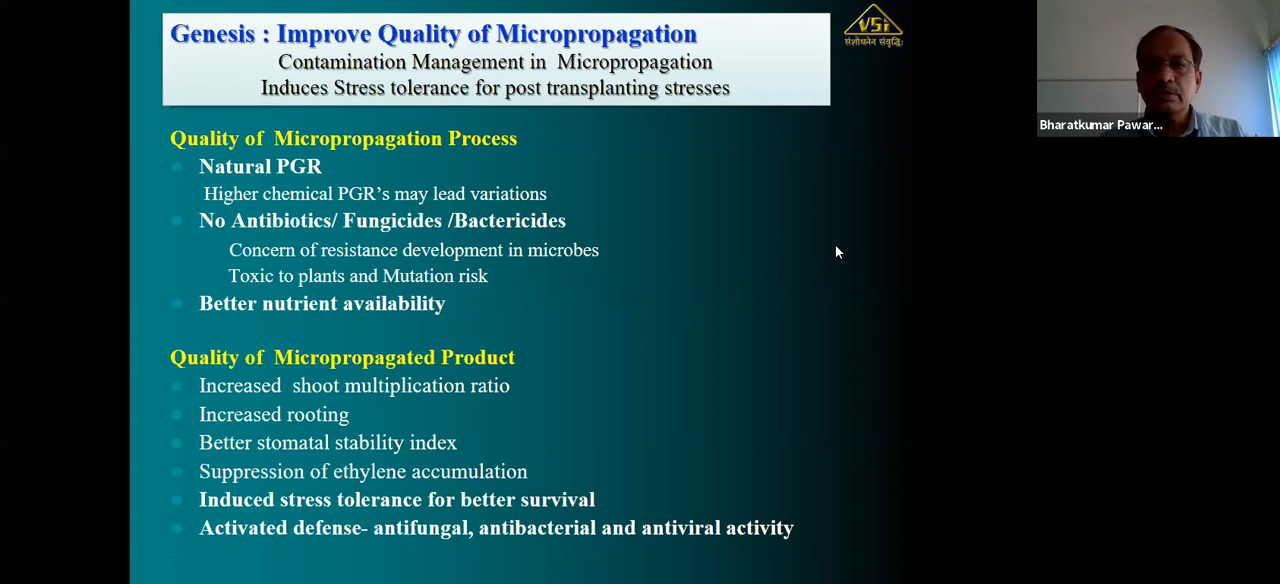 Genesis : Improve Quality of Micropropagation
Contamination Management in Micropropagation
Induces Stress tolerance for post transplanting stresses
VSi
संशोधनेन संवृद्धिः
Bharatkumar Pawar...
Quality of Micropropagation Process
Natural PGR
Higher chemical PGR's may lead variations
No Antibiotics/ Fungicides /Bactericides
Concern of resistance development in microbes
Toxic to plants and Mutation risk
Better nutrient availability
Quality of Micropropagated Product
Increased shoot multiplication ratio
Increased rooting
Better stomatal stability index
Suppression of ethylene accumulation
Induced stress tolerance for better survival
Activated defense- antifungal, antibacterial and antiviral activity